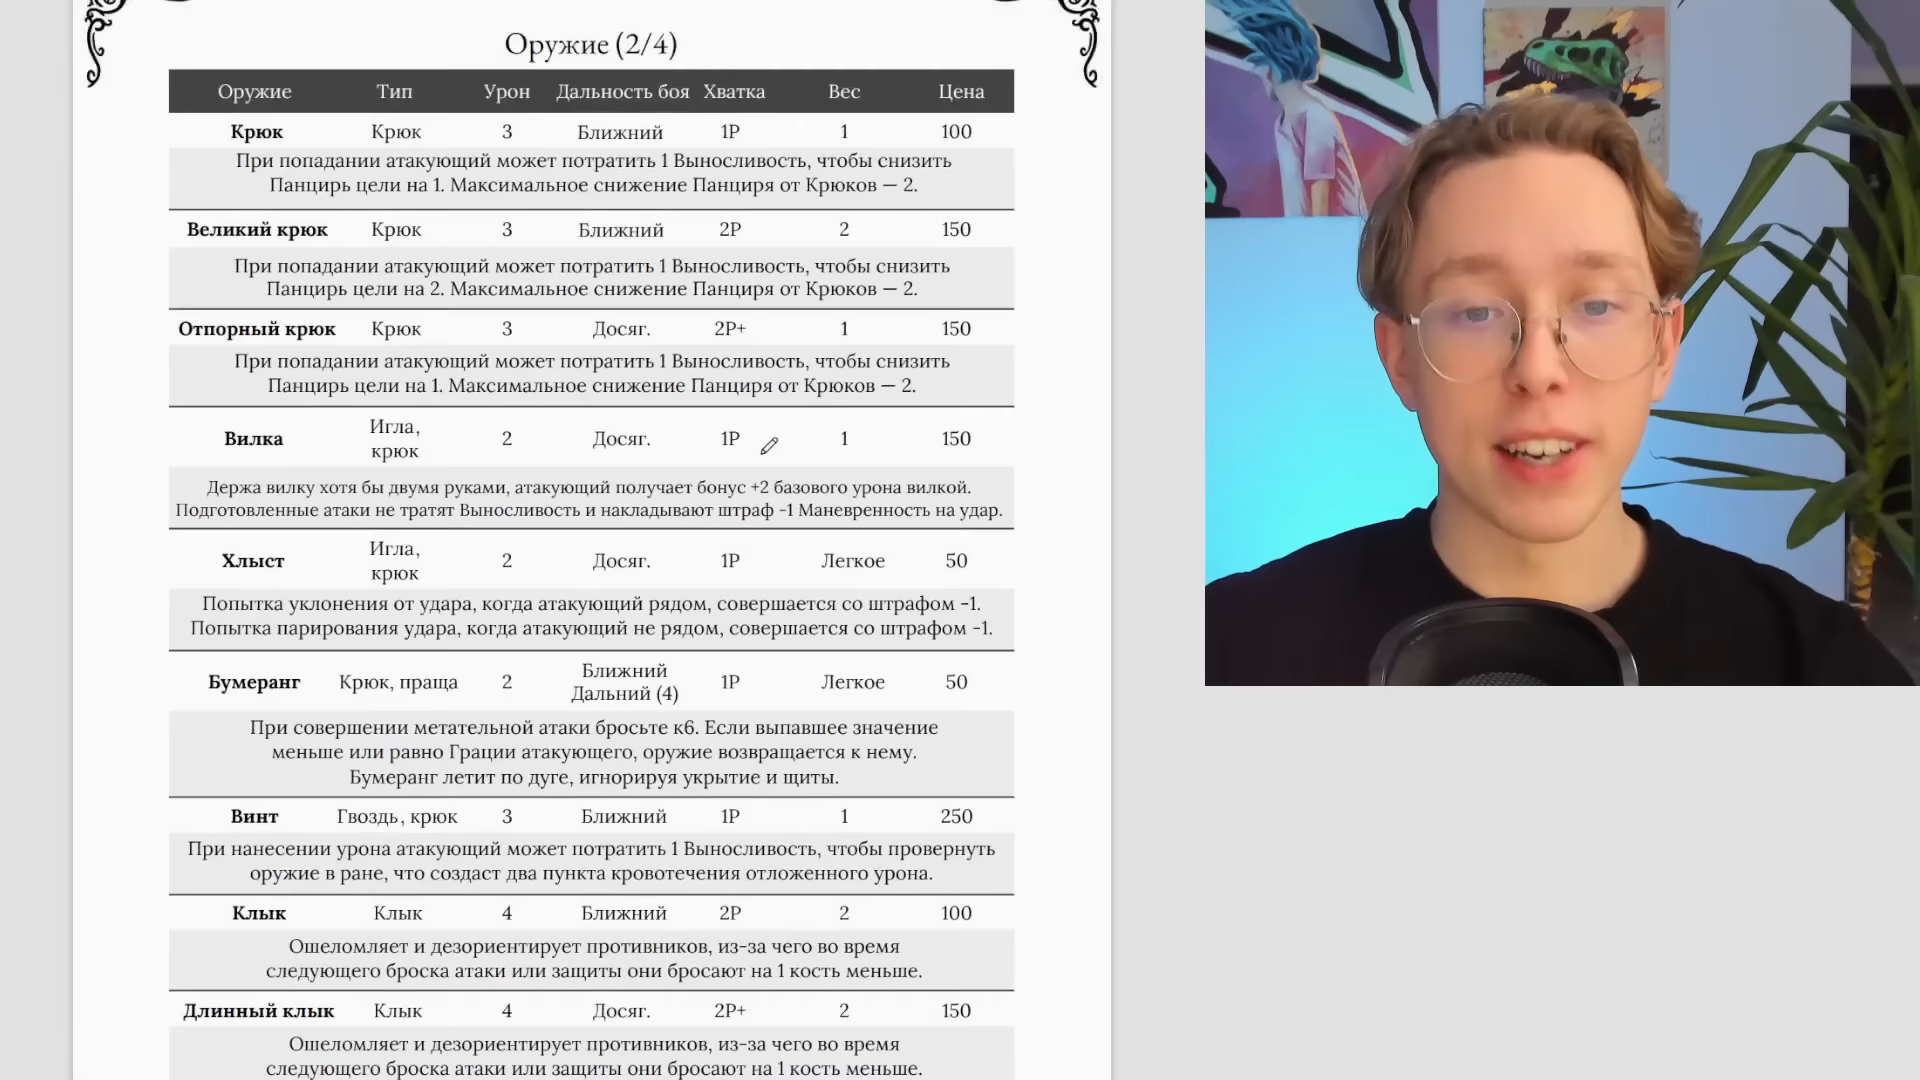 Оружие (2/4)
Оружие Тип Урон Дальность боя Хватка Вес Цена
Крюк Крюк 3 Ближний 1Р 1 100
При попадании атакующий может потратить 1 Выносливость, чтобы снизить
Панцирь цели на 1. Максимальное снижение Панциря от Крюков — 2.
Великий крюк Крюк 3 Ближний 2Р 2 150
При попадании атакующий может потратить 1 Выносливость, чтобы снизить
Панцирь цели на 2. Максимальное снижение Панциря от Крюков — 2.
Отпорный крюк Крюк 3 Досяг. 2Р+ 1 150
При попадании атакующий может потратить 1 Выносливость, чтобы снизить
Панцирь цели на 1. Максимальное снижение Панциря от Крюков — 2.
Вилка Игла, крюк 2 Досяг. 1Р 1 150
Держа вилку хотя бы двумя руками, атакующий получает бонус +2 базового урона вилкой.
Подготовленные атаки не тратят Выносливость и накладывают штраф -1 Маневренность на удар.
Хлыст Игла, крюк 2 Досяг. 1Р Легкое 50
Попытка уклонения от удара, когда атакующий рядом, совершается со штрафом -1.
Попытка парирования удара, когда атакующий не рядом, совершается со штрафом -1.
Бумеранг Крюк, праща 2 Ближний Дальний (4) 1Р Легкое 50
При совершении метательной атаки бросьте к6. Если выпавшее значение
меньше или равно Грации атакующего, оружие возвращается к нему.
Бумеранг летит по дуге, игнорируя укрытие и щиты.
Винт Гвоздь, крюк 3 Ближний 1Р 1 250
При нанесении урона атакующий может потратить 1 Выносливость, чтобы провернуть
оружие в ране, что создаст два пункта кровотечения отложенного урона.
Клык Клык 4 Ближний 2Р 2 100
Ошеломляет и дезориентирует противников, из-за чего во время
следующего броска атаки или защиты они бросают на 1 кость меньше.
Длинный клык Клык 4 Досяг. 2Р+ 2 150
Ошеломляет и дезориентирует противников, из-за чего во время
следующего броска атаки или защиты они бросают на 1 кость меньше.